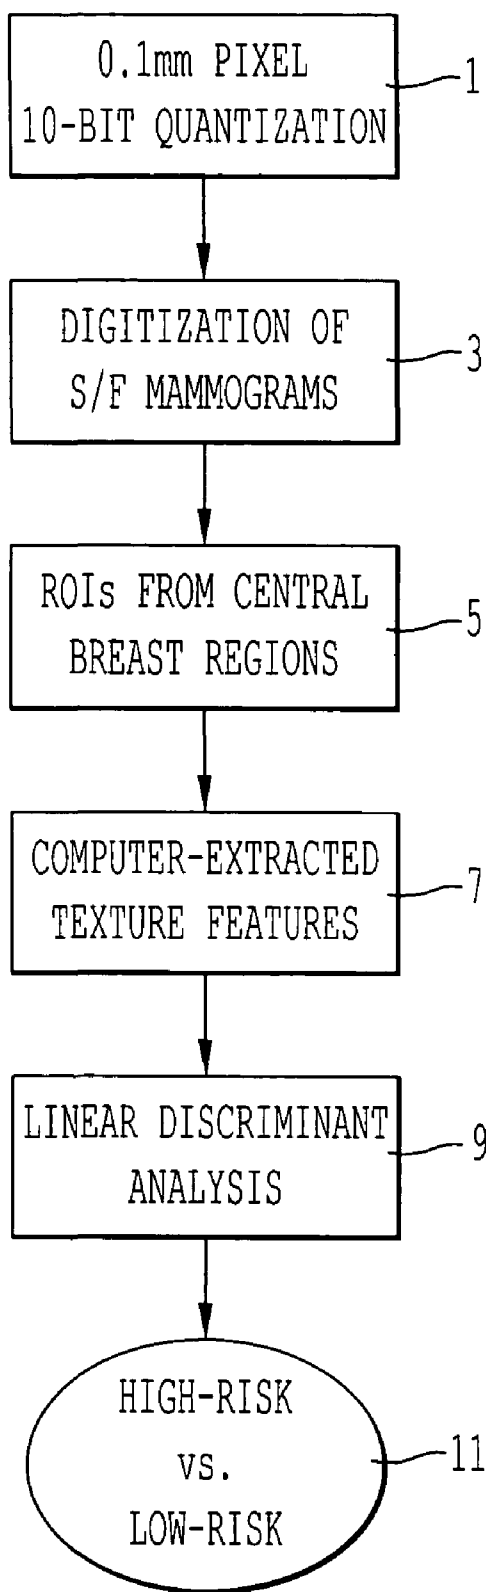 0.1mm PIXEL
10-BIT QUANTIZATION
1
DIGITIZATION OF
S/F MAMMOGRAMS
3
ROIs FROM CENTRAL
BREAST REGIONS
5
COMPUTER-EXTRACTED
TEXTURE FEATURES
7
LINEAR DISCRIMINANT
ANALYSIS
9
HIGH-RISK
vs.
LOW-RISK
11